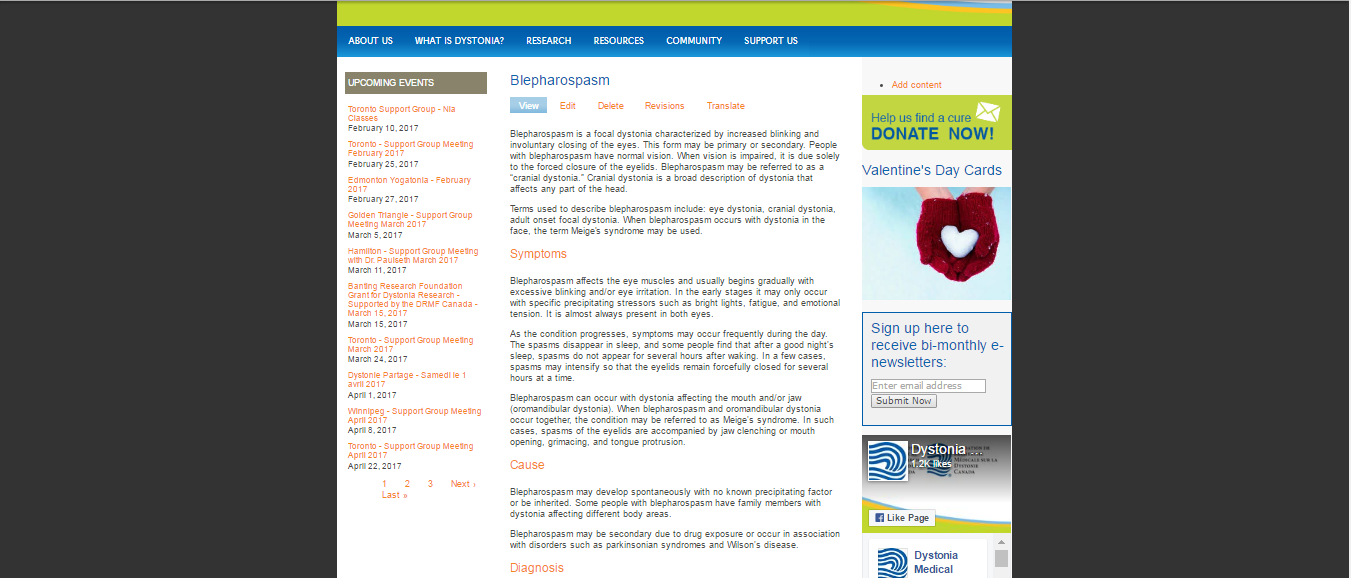 ABOUT US WHAT IS DYSTONIA? RESEARCH RESOURCES COMMUNITY SUPPORT US
UPCOMING EVENTS
Toronto Support Group - Nia
Classes
February 10, 2017
Toronto - Support Group Meeting
February 2017
February 25, 2017
Edmonton Yogatonia - February
2017
February 27, 2017
Golden Triangle - Support Group
Meeting March 2017
March 5, 2017
Hamilton - Support Group Meeting
with Dr. Paulseth March 2017
March 11, 2017
Banting Research Foundation
Grant for Dystonia Research -
Supported by the DRMF Canada -
March 15, 2017
March 15, 2017
Toronto - Support Group Meeting
March 2017
March 24, 2017
Dystonie Partage - Samedi le 1
avril 2017
April 1, 2017
Winnipeg - Support Group Meeting
April 2017
April 8, 2017
Toronto - Support Group Meeting
April 2017
April 22, 2017
1 2 3 Next ›
Last »
Blepharospasm
View Edit Delete Revisions Translate
Blepharospasm is a focal dystonia characterized by increased blinking and
involuntary closing of the eyes. This form may be primary or secondary. People
with blepharospasm have normal vision. When vision is impaired, it is due solely
to the forced closure of the eyelids. Blepharospasm may be referred to as a
"cranial dystonia." Cranial dystonia is a broad description of dystonia that
affects any part of the head.
Terms used to describe blepharospasm include: eye dystonia, cranial dystonia,
adult onset focal dystonia. When blepharospasm occurs with dystonia in the
face, the term Meige's syndrome may be used.
Symptoms
Blepharospasm affects the eye muscles and usually begins gradually with
excessive blinking and/or eye irritation. In the early stages it may only occur
with specific precipitating stressors such as bright lights, fatigue, and emotional
tension. It is almost always present in both eyes.
As the condition progresses, symptoms may occur frequently during the day.
The spasms disappear in sleep, and some people find that after a good night's
sleep, spasms do not appear for several hours after waking. In a few cases,
spasms may intensify so that the eyelids remain forcefully closed for several
hours at a time.
Blepharospasm can occur with dystonia affecting the mouth and/or jaw
(oromandibular dystonia). When blepharospasm and oromandibular dystonia
occur together, the condition may be referred to as Meige's syndrome. In such
cases, spasms of the eyelids are accompanied by jaw clenching or mouth
opening, grimacing, and tongue protrusion.
Cause
Blepharospasm may develop spontaneously with no known precipitating factor
or be inherited. Some people with blepharospasm have family members with
dystonia affecting different body areas.
Blepharospasm may be secondary due to drug exposure or occur in association
with disorders such as parkinsonian syndromes and Wilson's disease.
Diagnosis
Add content
Help us find a cure
DONATE NOW!
Valentine's Day Cards
Sign up here to
receive bi-monthly e-
newsletters:
Enter email address
Submit Now
Dystonia ...
1.2K likes
Médicale sur la
Dystonie
Canada
Like Page
Dystonia
Medical